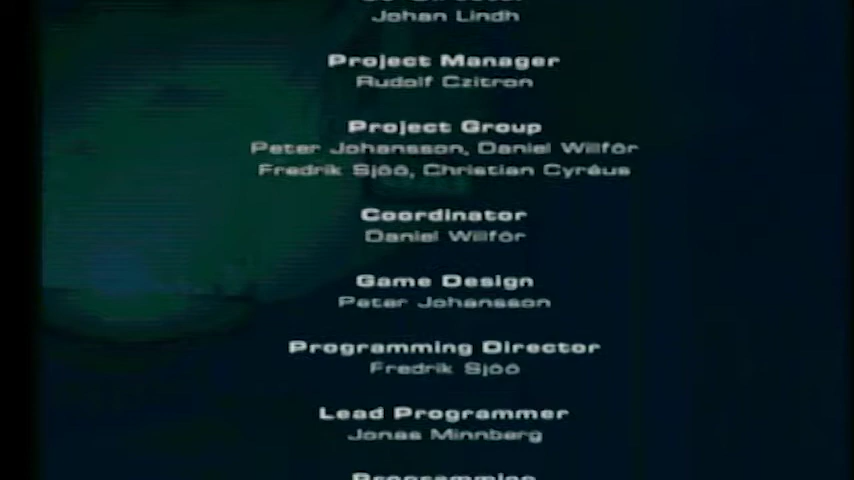 Johan Lindh
Project Manager
Rudolf Czitron
Project Group
Peter Johansson, Daniel Willför
Fredrik Sjöö, Christian Cyréus
Coordinator
Daniel Willför
Game Design
Peter Johansson
Programming Director
Fredrik Sjöö
Lead Programmer
Jonas Minnberg
Programming